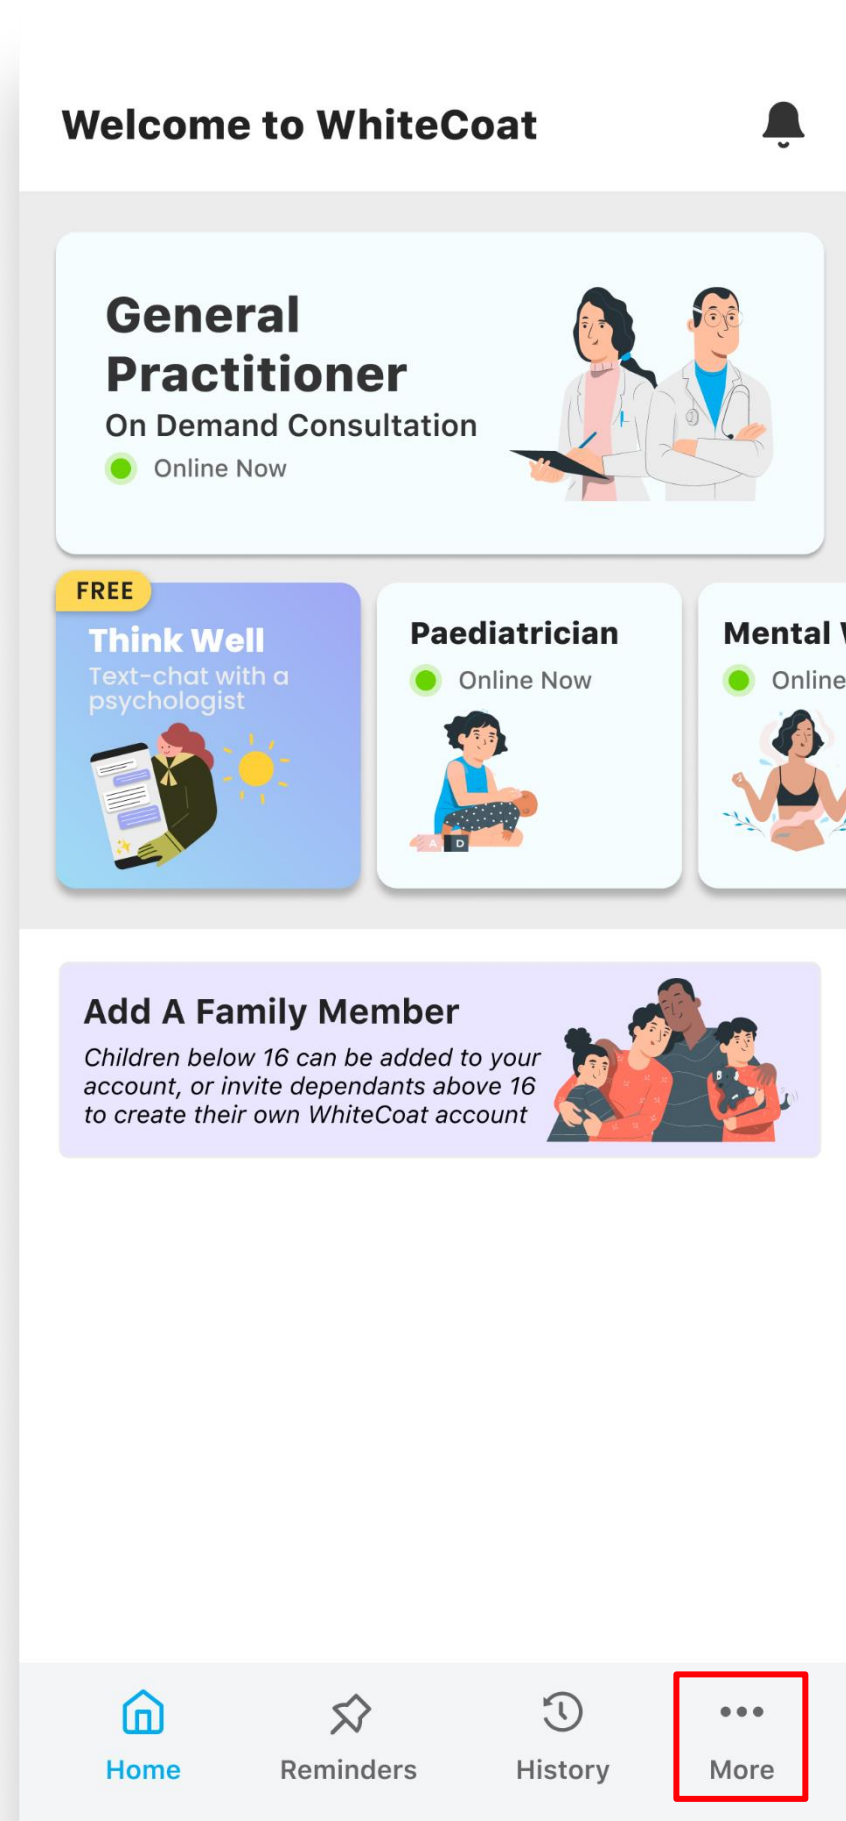 Welcome to WhiteCoat
General
Practitioner
On Demand Consultation
Online Now
FREE
Think Well
Text-chat with a
psychologist
Paediatrician
Online Now
A D
Mental
Online
Add A Family Member
Children below 16 can be added to your
account, or invite dependants above 16
to create their own WhiteCoat account
Home
Reminders
History
More